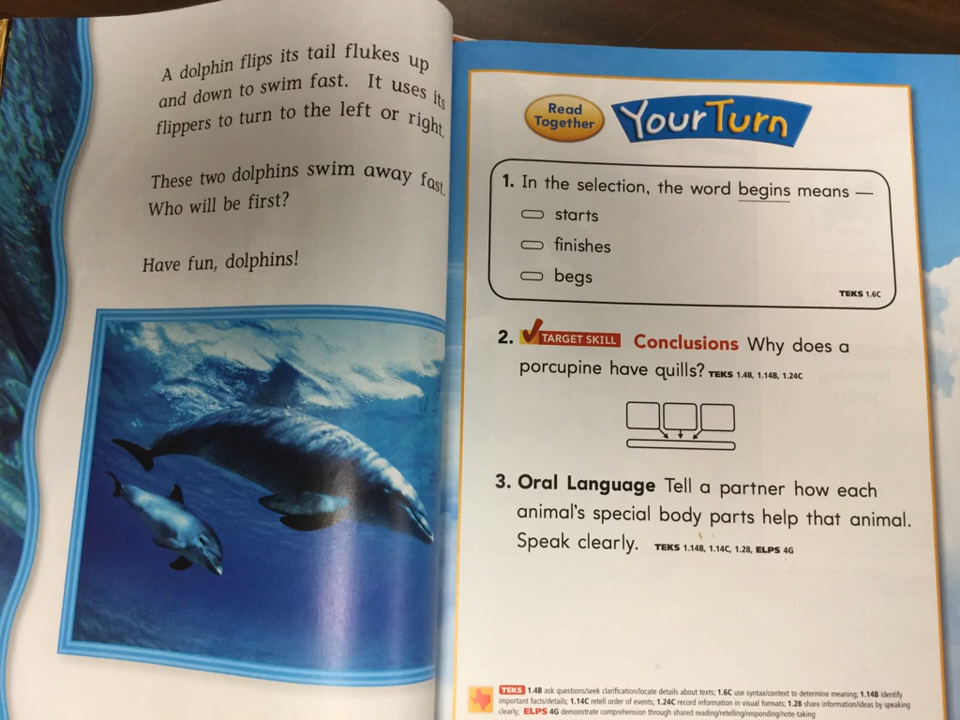 A dolphin flips its tail flukes up
and down to swim fast. It uses its
flippers to turn to the left or right.
These two dolphins swim away fast.
Who will be first?
Have fun, dolphins!
Read
Together
Your Turn
1. In the selection, the word begins means —
starts
finishes
begs
TEKS 1.6C
2. TARGET SKILL Conclusions Why does a
porcupine have quills? TEKS 1.4B, 1.14B, 1.24C
3. Oral Language Tell a partner how each
animal's special body parts help that animal.
Speak clearly. TEKS 1.14B, 1.14C, 1.28, ELPS 4G
TEKS 1.4B ask questions/seek clarification/locate details about texts; 1.6C use syntax/context to determine meaning; 1.14B identify
important facts/details; 1.14C retell order of events; 1.24C record information in visual formats; 1.28 share information/ideas by speaking
clearly; ELPS 4G demonstrate comprehension through shared reading/retelling/responding/note-taking